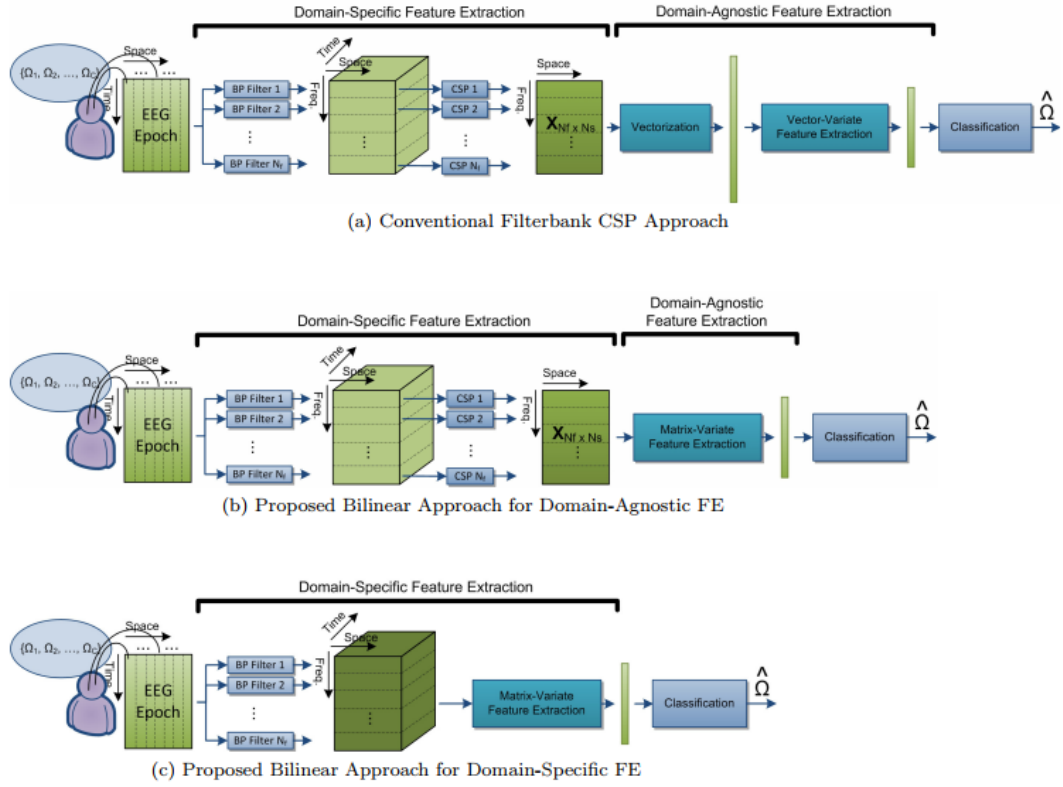 Domain-Specific Feature Extraction
Domain-Agnostic Feature Extraction
{Ω1, Ω2, ..., ΩC}
Space
... ...
Time
EEG
Epoch
BP Filter 1
BP Filter 2
⋮
BP Filter Nf
Time
Space
Freq.
⋮
CSP 1
CSP 2
⋮
CSP Nf
Space
Freq.
XNf x Ns
⋮
Vectorization
Vector-Variate
Feature Extraction
Classification
Ω̂
(a) Conventional Filterbank CSP Approach
Domain-Specific Feature Extraction
Domain-Agnostic
Feature Extraction
{Ω1, Ω2, ..., ΩC}
Space
... ...
Time
EEG
Epoch
BP Filter 1
BP Filter 2
⋮
BP Filter Nf
Time
Space
Freq.
⋮
CSP 1
CSP 2
⋮
CSP Nf
Space
Freq.
XNf x Ns
⋮
Matrix-Variate
Feature Extraction
Classification
Ω̂
(b) Proposed Bilinear Approach for Domain-Agnostic FE
Domain-Specific Feature Extraction
{Ω1, Ω2, ..., ΩC}
Space
... ...
Time
EEG
Epoch
BP Filter 1
BP Filter 2
⋮
BP Filter Nf
Time
Space
Freq.
⋮
Matrix-Variate
Feature Extraction
Classification
Ω̂
(c) Proposed Bilinear Approach for Domain-Specific FE